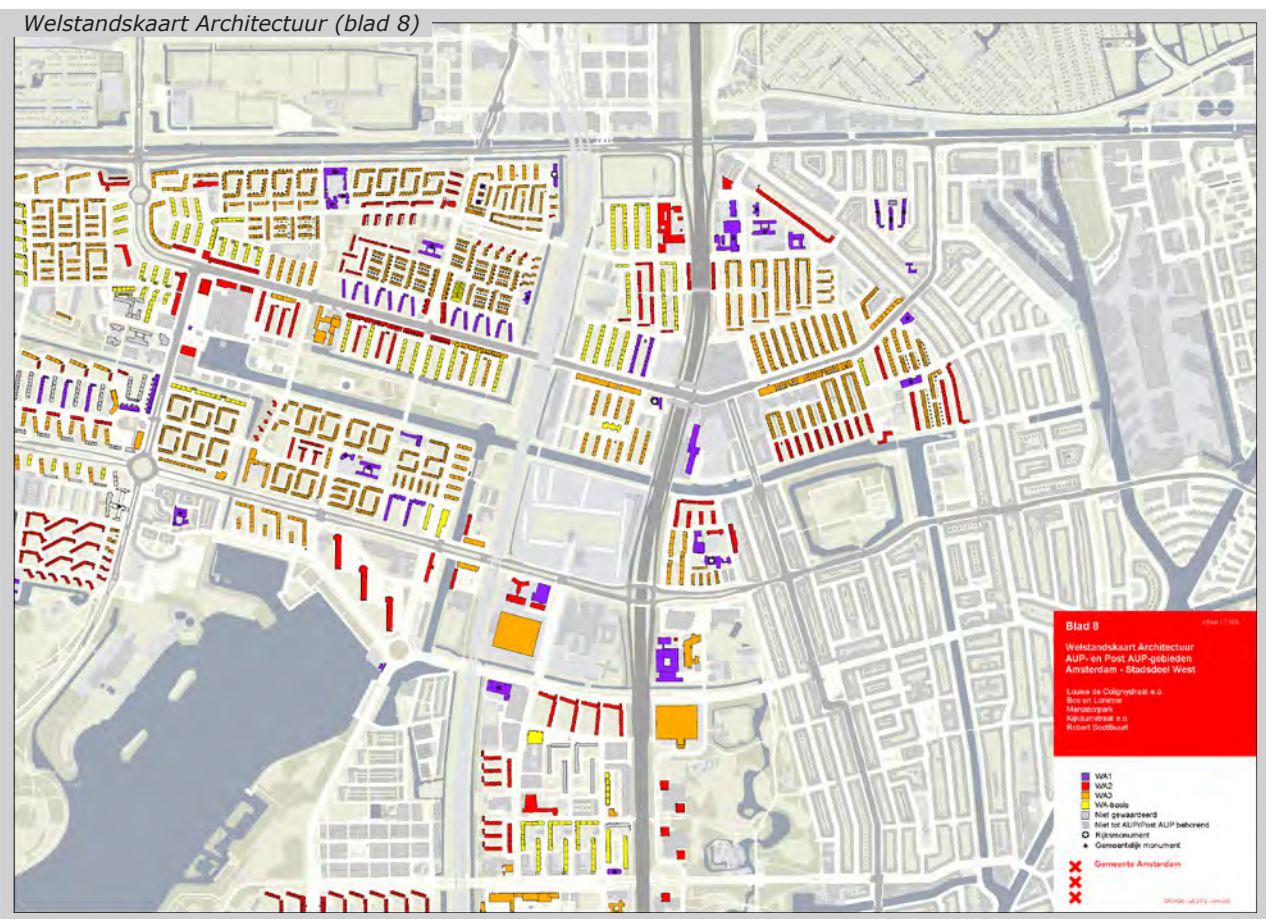 Welstandskaart Architectuur (blad 8)
Blad 8
Welstandskaart Architectuur
AUP- en Post AUP-gebieden
Amsterdam - Stadsdeel West
Louise de Colignystraat e.o.
Bos en Lommer
Mercatorpark
Kijkduinstraat e.o.
Robert Scottbuurt
WA1
WA2
WA3
WA-basis
Niet gewaardeerd
Niet tot AUP/Post AUP behorend
Rijksmonument
Gemeentelijk monument
Gemeente Amsterdam